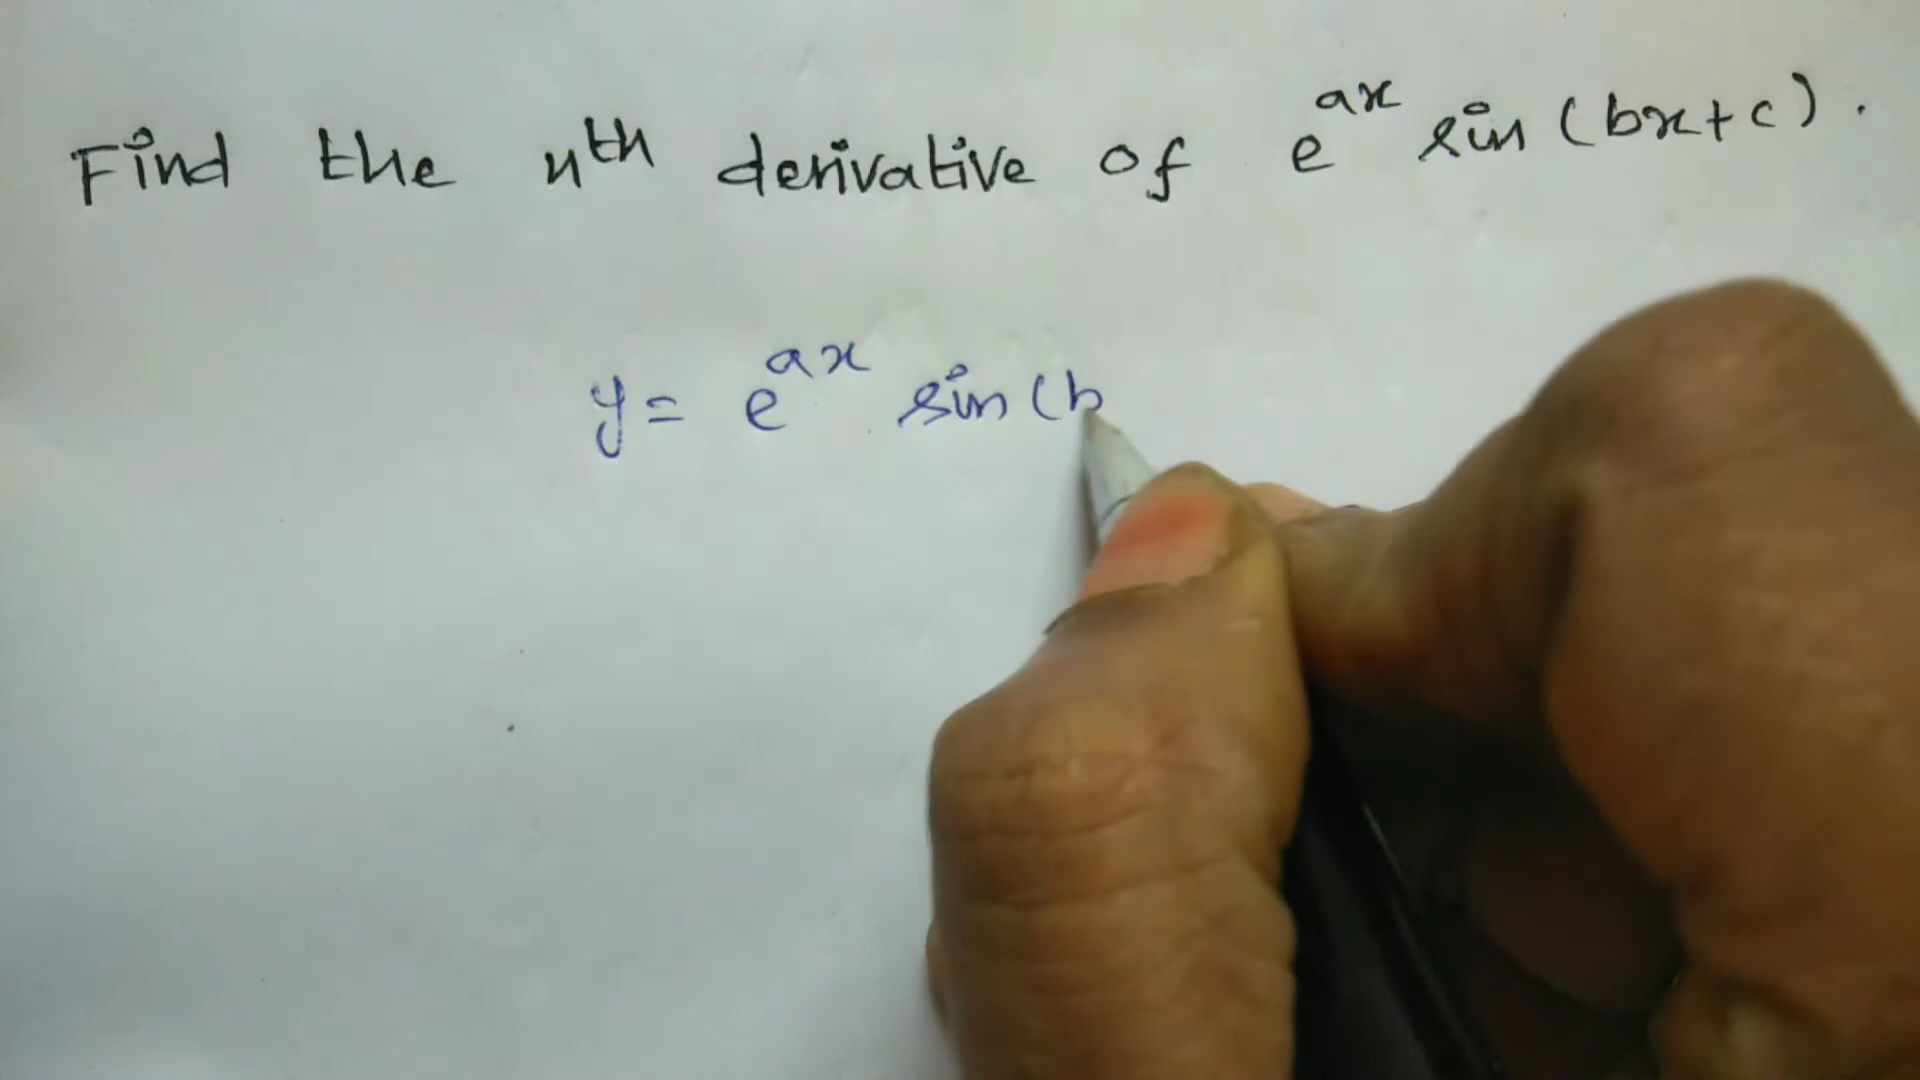 Find the nth derivative of e^ax sin (bx+c).
y = e^ax sin (b